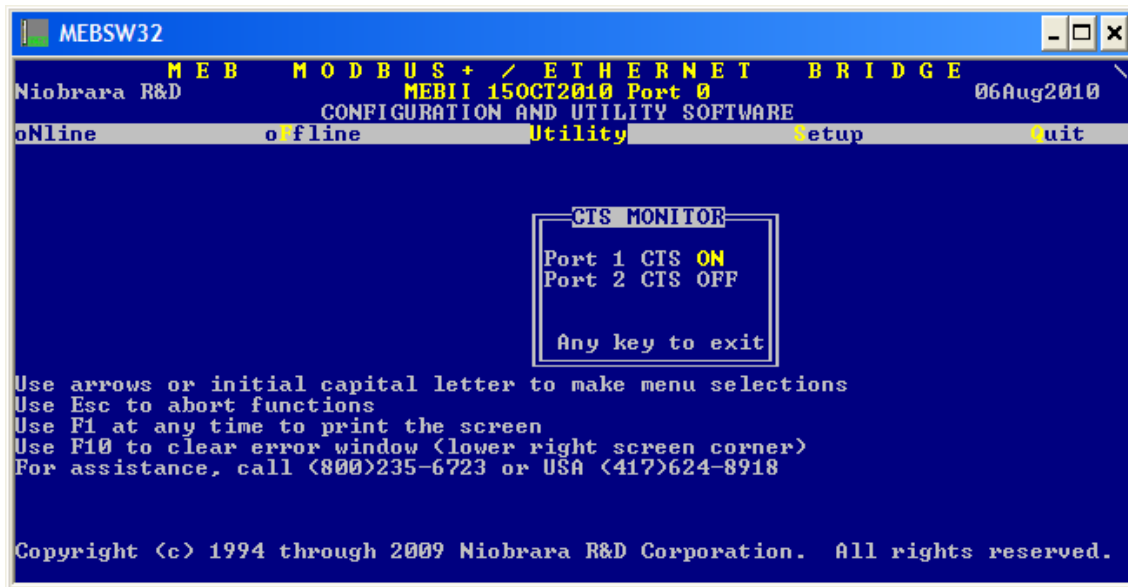 MEBSW32
M E B M O D B U S + / E T H E R N E T B R I D G E \
Niobrara R&D MEBII 15OCT2010 Port 0 06Aug2010
CONFIGURATION AND UTILITY SOFTWARE
oNline oFfline Utility Setup Quit
CTS MONITOR
Port 1 CTS ON
Port 2 CTS OFF
Any key to exit
Use arrows or initial capital letter to make menu selections
Use Esc to abort functions
Use F1 at any time to print the screen
Use F10 to clear error window (lower right screen corner)
For assistance, call (800)235-6723 or USA (417)624-8918
Copyright (c) 1994 through 2009 Niobrara R&D Corporation. All rights reserved.